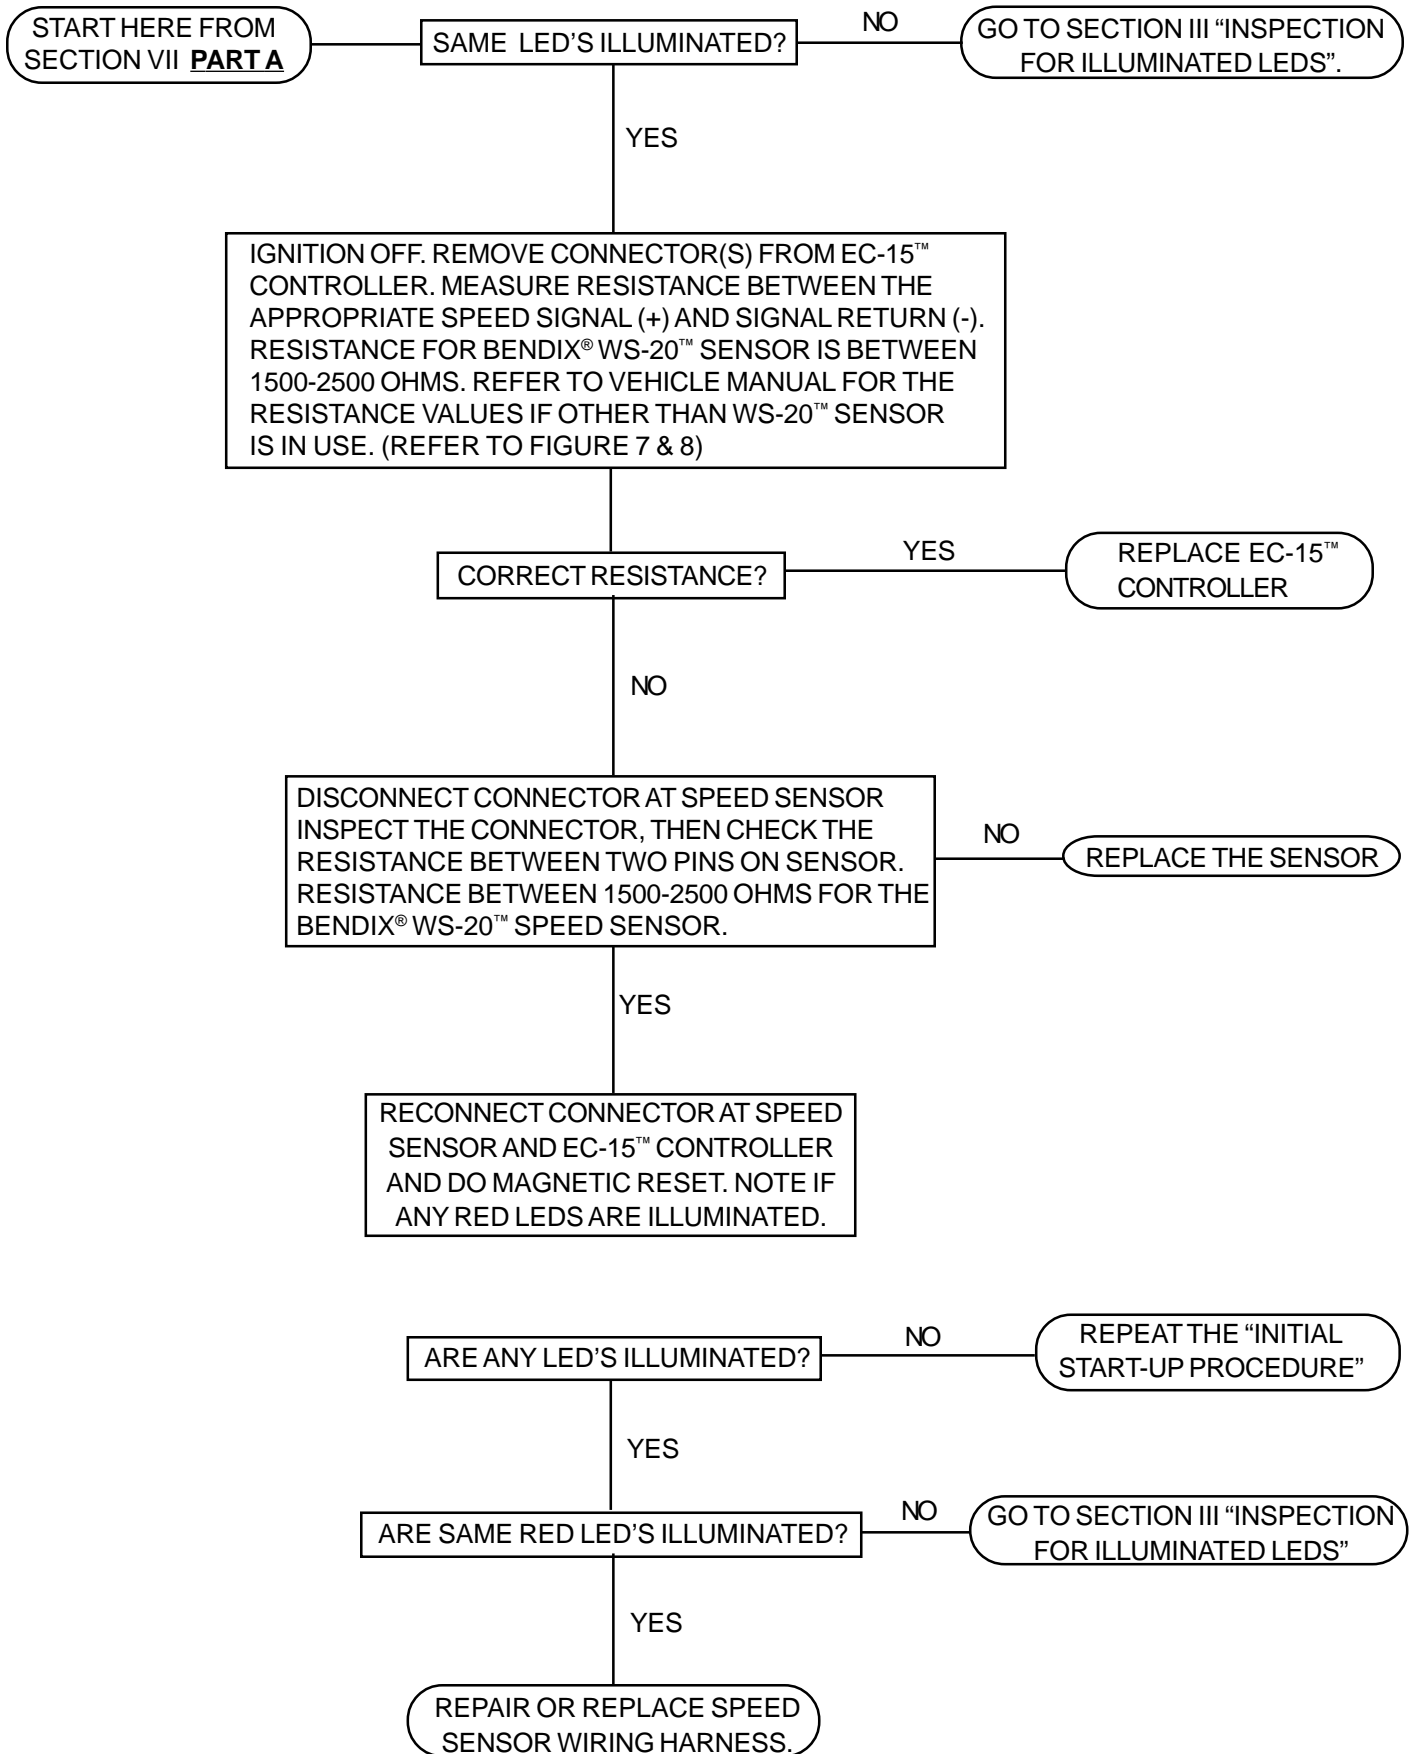 START HERE FROM
SECTION VII PART A
SAME LED'S ILLUMINATED?
NO
GO TO SECTION III “INSPECTION
FOR ILLUMINATED LEDS”.
YES
IGNITION OFF. REMOVE CONNECTOR(S) FROM EC-15™
CONTROLLER. MEASURE RESISTANCE BETWEEN THE
APPROPRIATE SPEED SIGNAL (+) AND SIGNAL RETURN (-).
RESISTANCE FOR BENDIX® WS-20™ SENSOR IS BETWEEN
1500-2500 OHMS. REFER TO VEHICLE MANUAL FOR THE
RESISTANCE VALUES IF OTHER THAN WS-20™ SENSOR
IS IN USE. (REFER TO FIGURE 7 & 8)
CORRECT RESISTANCE?
YES
REPLACE EC-15™
CONTROLLER
NO
DISCONNECT CONNECTOR AT SPEED SENSOR
INSPECT THE CONNECTOR, THEN CHECK THE
RESISTANCE BETWEEN TWO PINS ON SENSOR.
RESISTANCE BETWEEN 1500-2500 OHMS FOR THE
BENDIX® WS-20™ SPEED SENSOR.
NO
REPLACE THE SENSOR
YES
RECONNECT CONNECTOR AT SPEED
SENSOR AND EC-15™ CONTROLLER
AND DO MAGNETIC RESET. NOTE IF
ANY RED LEDS ARE ILLUMINATED.
ARE ANY LED'S ILLUMINATED?
NO
REPEAT THE “INITIAL
START-UP PROCEDURE”
YES
ARE SAME RED LED'S ILLUMINATED?
NO
GO TO SECTION III “INSPECTION
FOR ILLUMINATED LEDS”
YES
REPAIR OR REPLACE SPEED
SENSOR WIRING HARNESS.